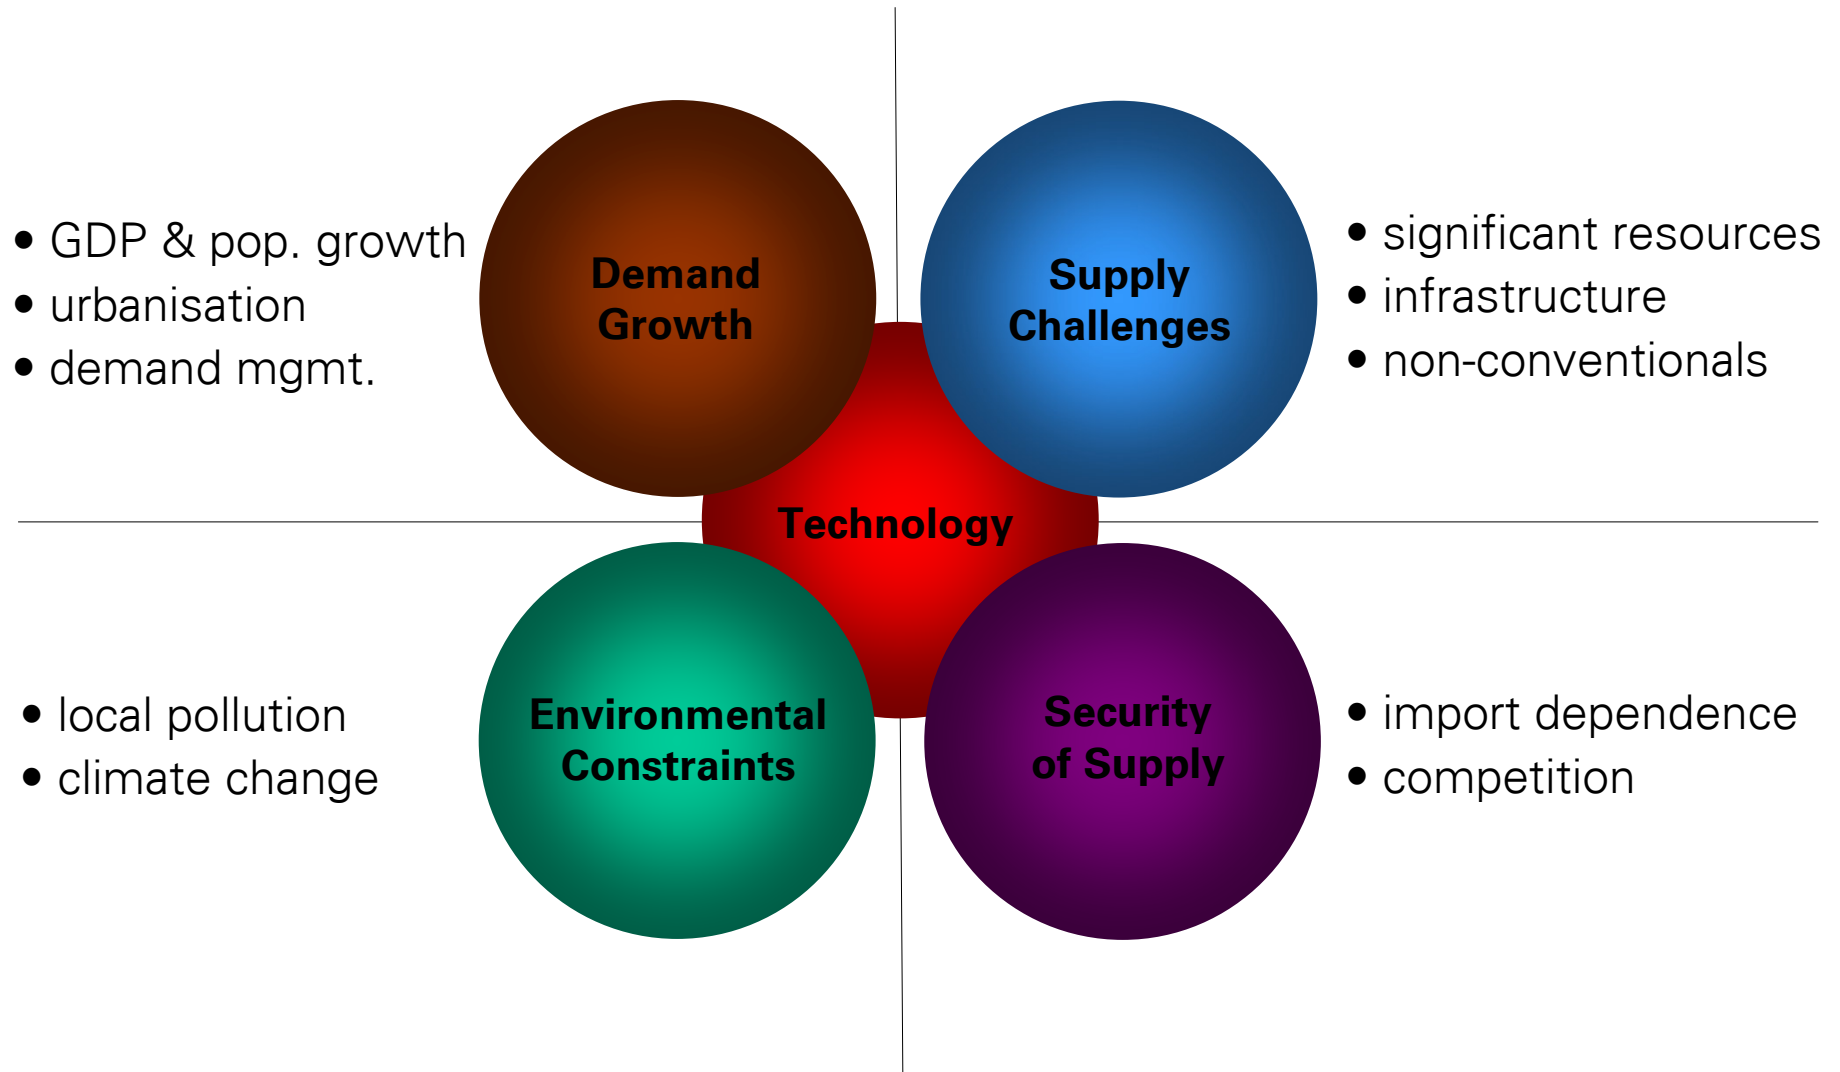 • GDP & pop. growth
• urbanisation
• demand mgmt.
Demand
Growth
Supply
Challenges
• significant resources
• infrastructure
• non-conventionals
Technology
• local pollution
• climate change
Environmental
Constraints
Security
of Supply
• import dependence
• competition